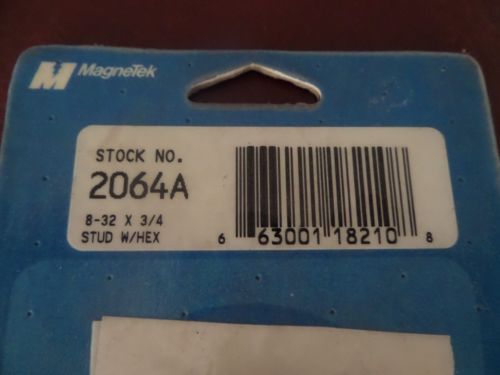 M MagneTek
STOCK NO.
2064A
8-32 X 3/4
STUD W/HEX
6 63001 18210 8